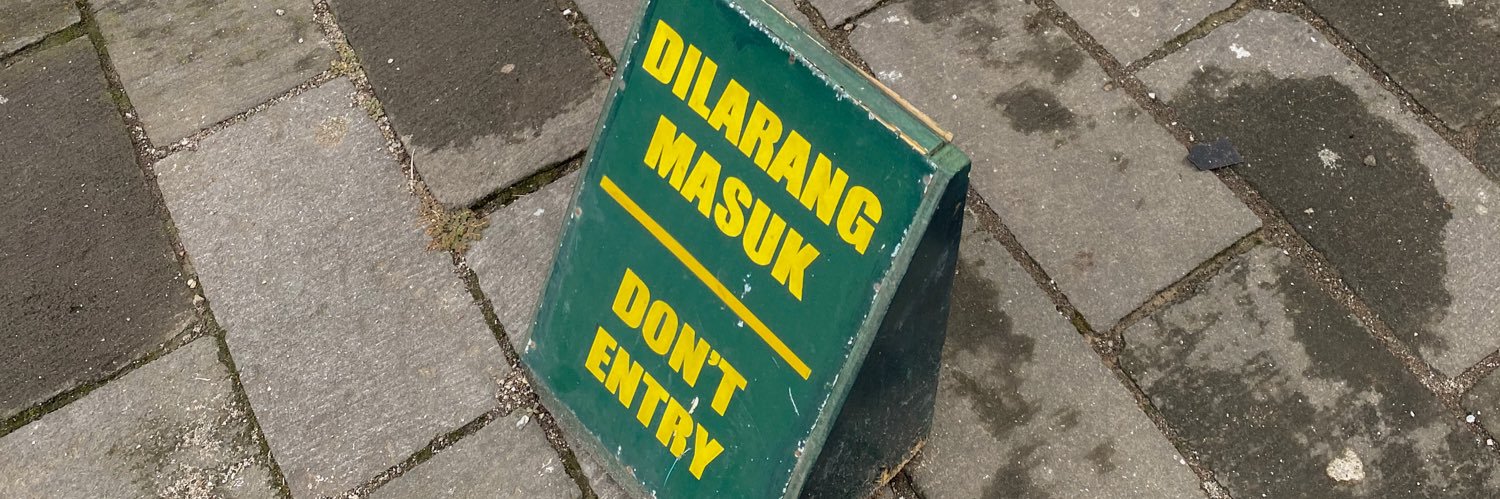 DILARANG
MASUK
DON'T
ENTRY